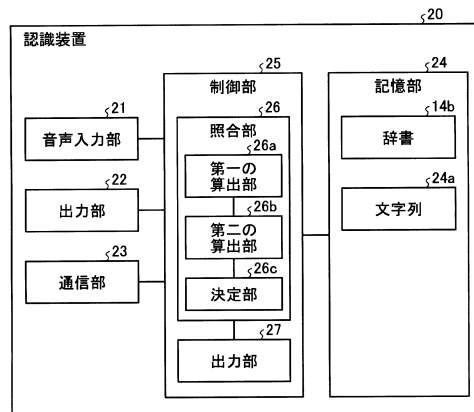 20
認識装置
21
音声入力部
22
出力部
23
通信部
25
制御部
26
照合部
26a
第一の
算出部
26b
第二の
算出部
26c
決定部
27
出力部
24
記憶部
14b
辞書
24a
文字列